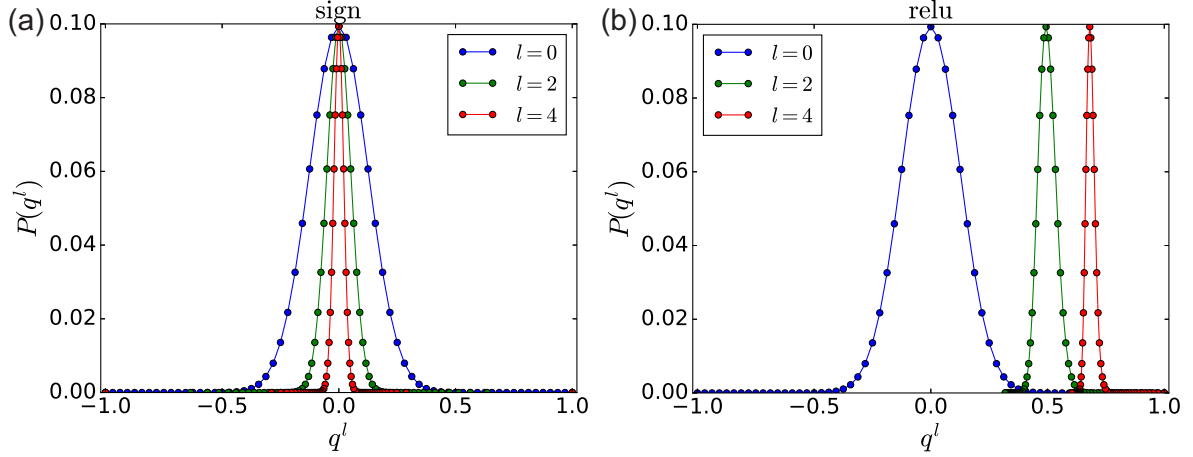 (a)
sign
P(q^l)
0.10
0.08
0.06
0.04
0.02
0.00
l = 0
l = 2
l = 4
−1.0 −0.5 0.0 0.5 1.0
q^l
(b)
relu
P(q^l)
0.10
0.08
0.06
0.04
0.02
0.00
l = 0
l = 2
l = 4
−1.0 −0.5 0.0 0.5 1.0
q^l